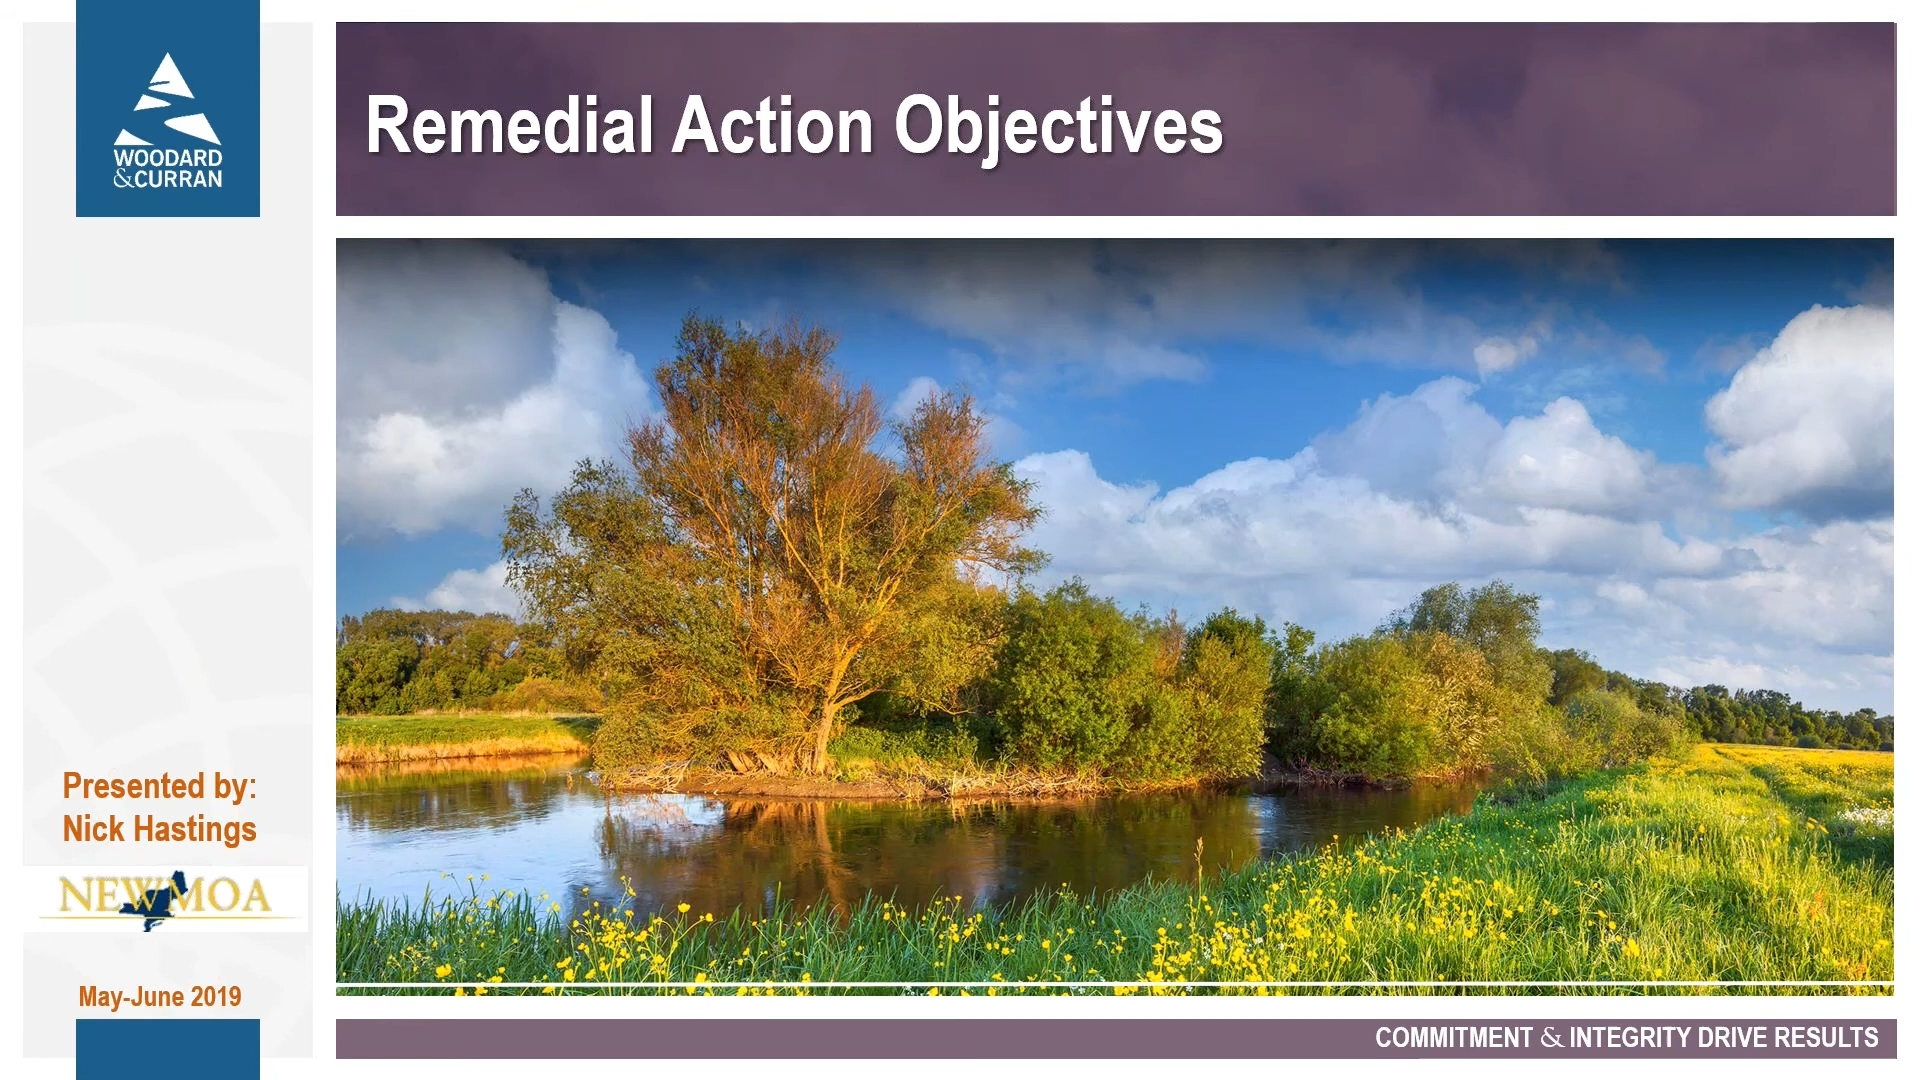 WOODARD
&CURRAN
Remedial Action Objectives
Presented by:
Nick Hastings
NEWMOA
May-June 2019
COMMITMENT & INTEGRITY DRIVE RESULTS